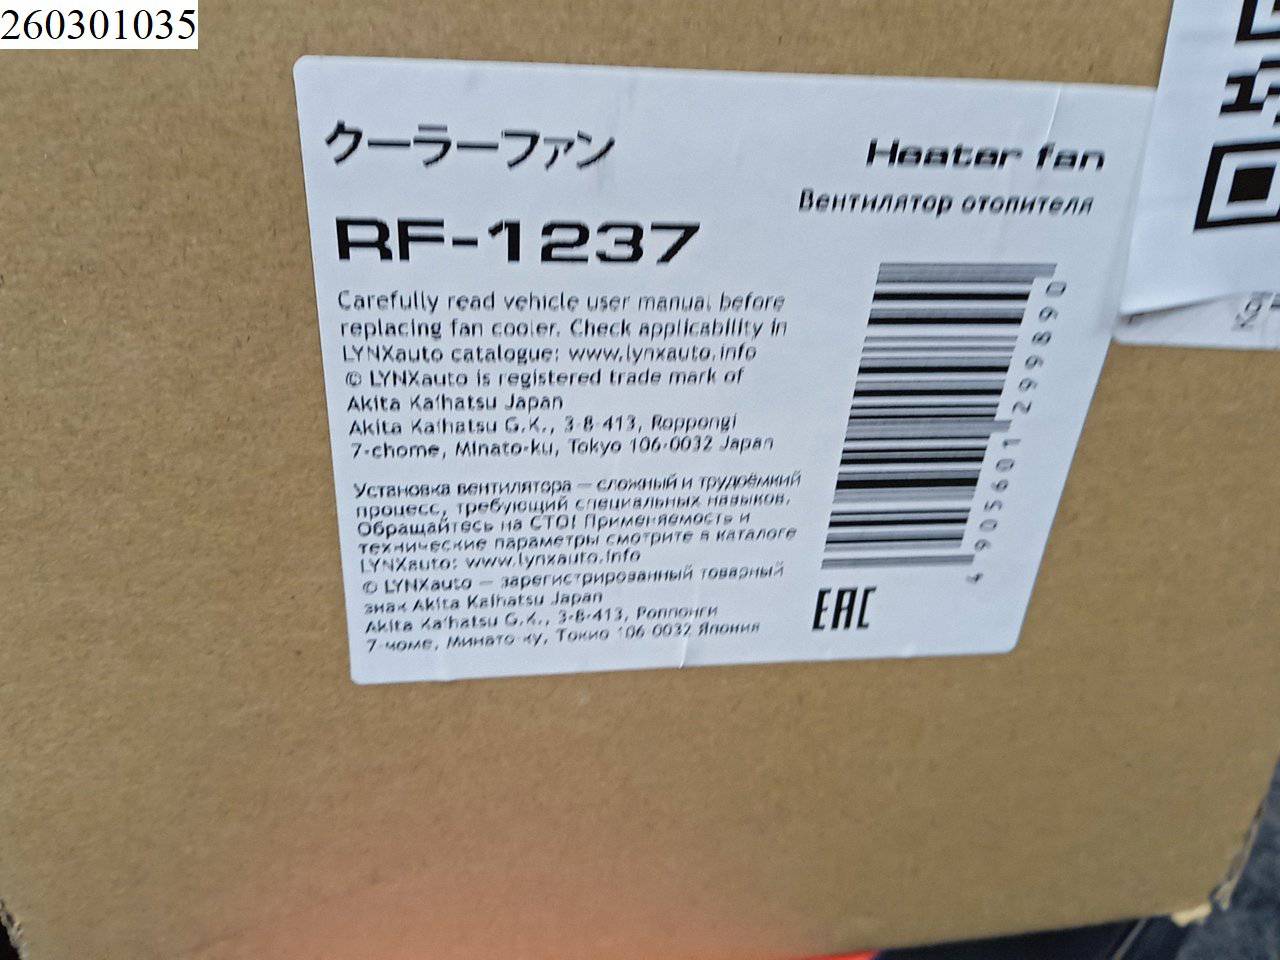 260301035
クーラーファン
Heater fan
Вентилятор отопителя
RF-1237
Carefully read vehicle user manual before
replacing fan cooler. Check applicability in
LYNXauto catalogue: www.lynxauto.info
© LYNXauto is registered trade mark of
Akita Kaihatsu Japan
Akita Kaihatsu G.K., 3-8-413, Roppongi
7-chome, Minato-ku, Tokyo 106-0032 Japan
Установка вентилятора – сложный и трудоёмкий
процесс, требующий специальных навыков.
Обращайтесь на СТО! Применяемость и
технические параметры смотрите в каталоге
LYNXauto: www.lynxauto.info
© LYNXauto – зарегистрированный товарный
знак Akita Kaihatsu Japan
Akita Kaihatsu G.K., 3-8-413, Роппонги
7-чоме, Минато-ку, Токио 106-0032 Япония
4 905601 299890
EAC